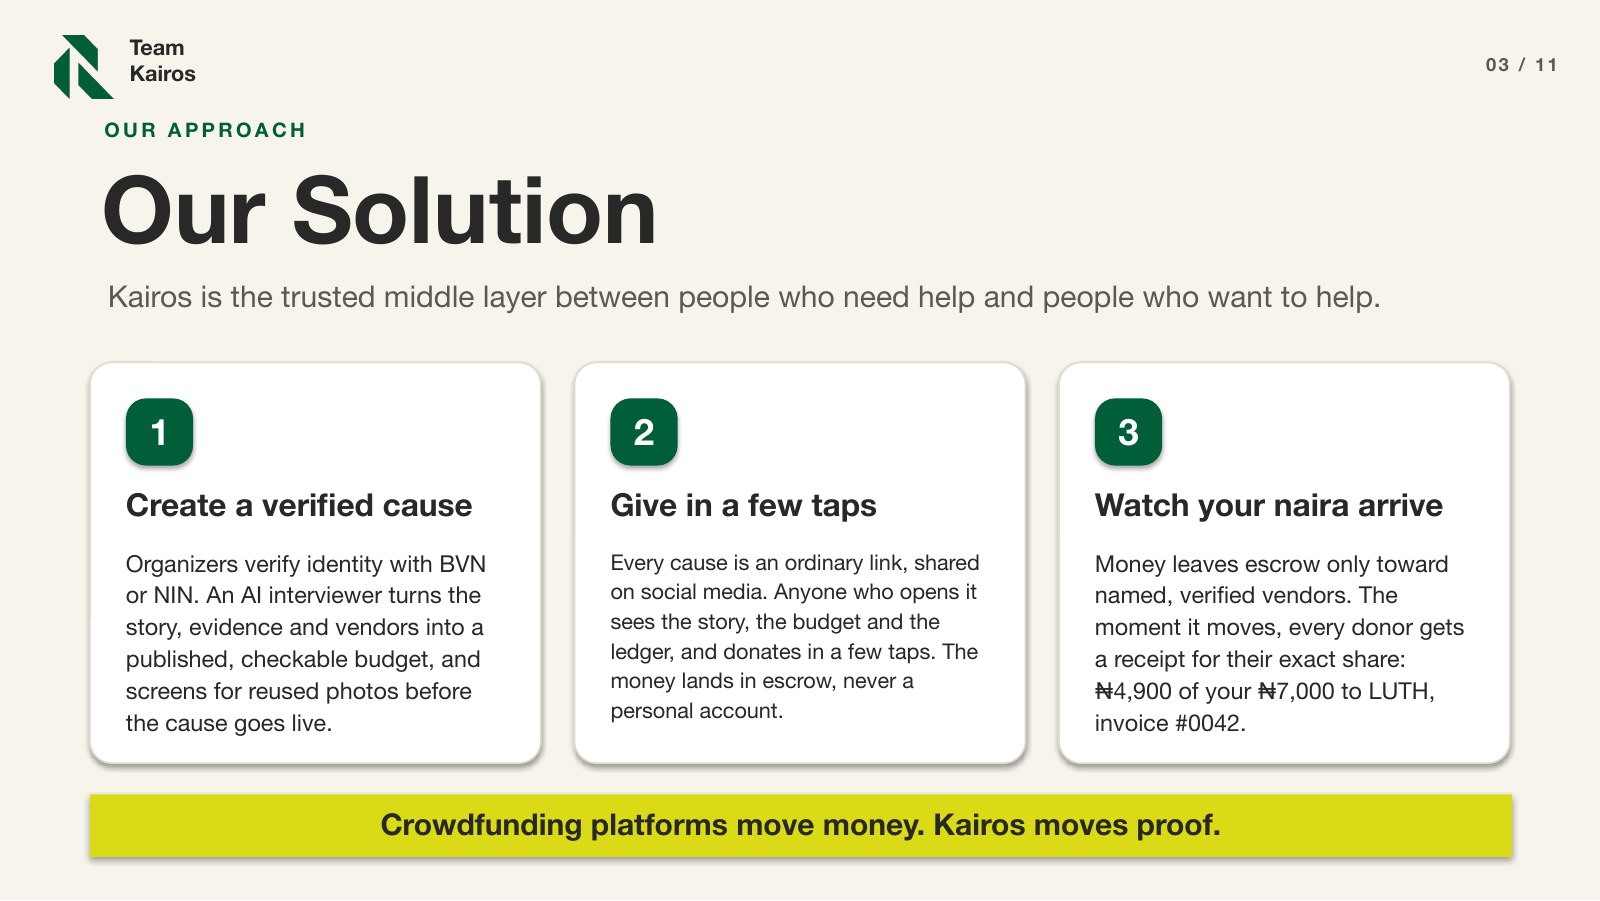 Team
Kairos
03 / 11
OUR APPROACH
Our Solution
Kairos is the trusted middle layer between people who need help and people who want to help.
1
Create a verified cause
Organizers verify identity with BVN
or NIN. An AI interviewer turns the
story, evidence and vendors into a
published, checkable budget, and
screens for reused photos before
the cause goes live.
2
Give in a few taps
Every cause is an ordinary link, shared
on social media. Anyone who opens it
sees the story, the budget and the
ledger, and donates in a few taps. The
money lands in escrow, never a
personal account.
3
Watch your naira arrive
Money leaves escrow only toward
named, verified vendors. The
moment it moves, every donor gets
a receipt for their exact share:
₦4,900 of your ₦7,000 to LUTH,
invoice #0042.
Crowdfunding platforms move money. Kairos moves proof.